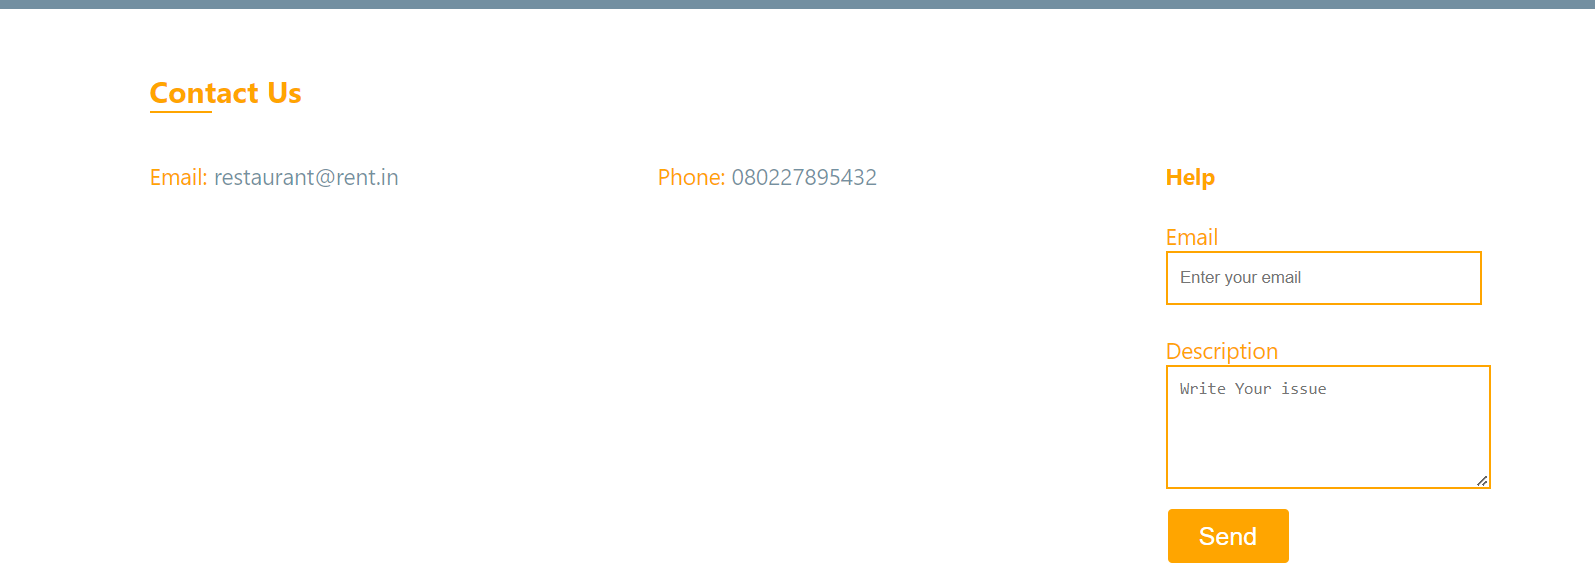 Contact Us
Email: restaurant@rent.in
Phone: 080227895432
Help
Email
Enter your email
Description
Write Your issue
Send